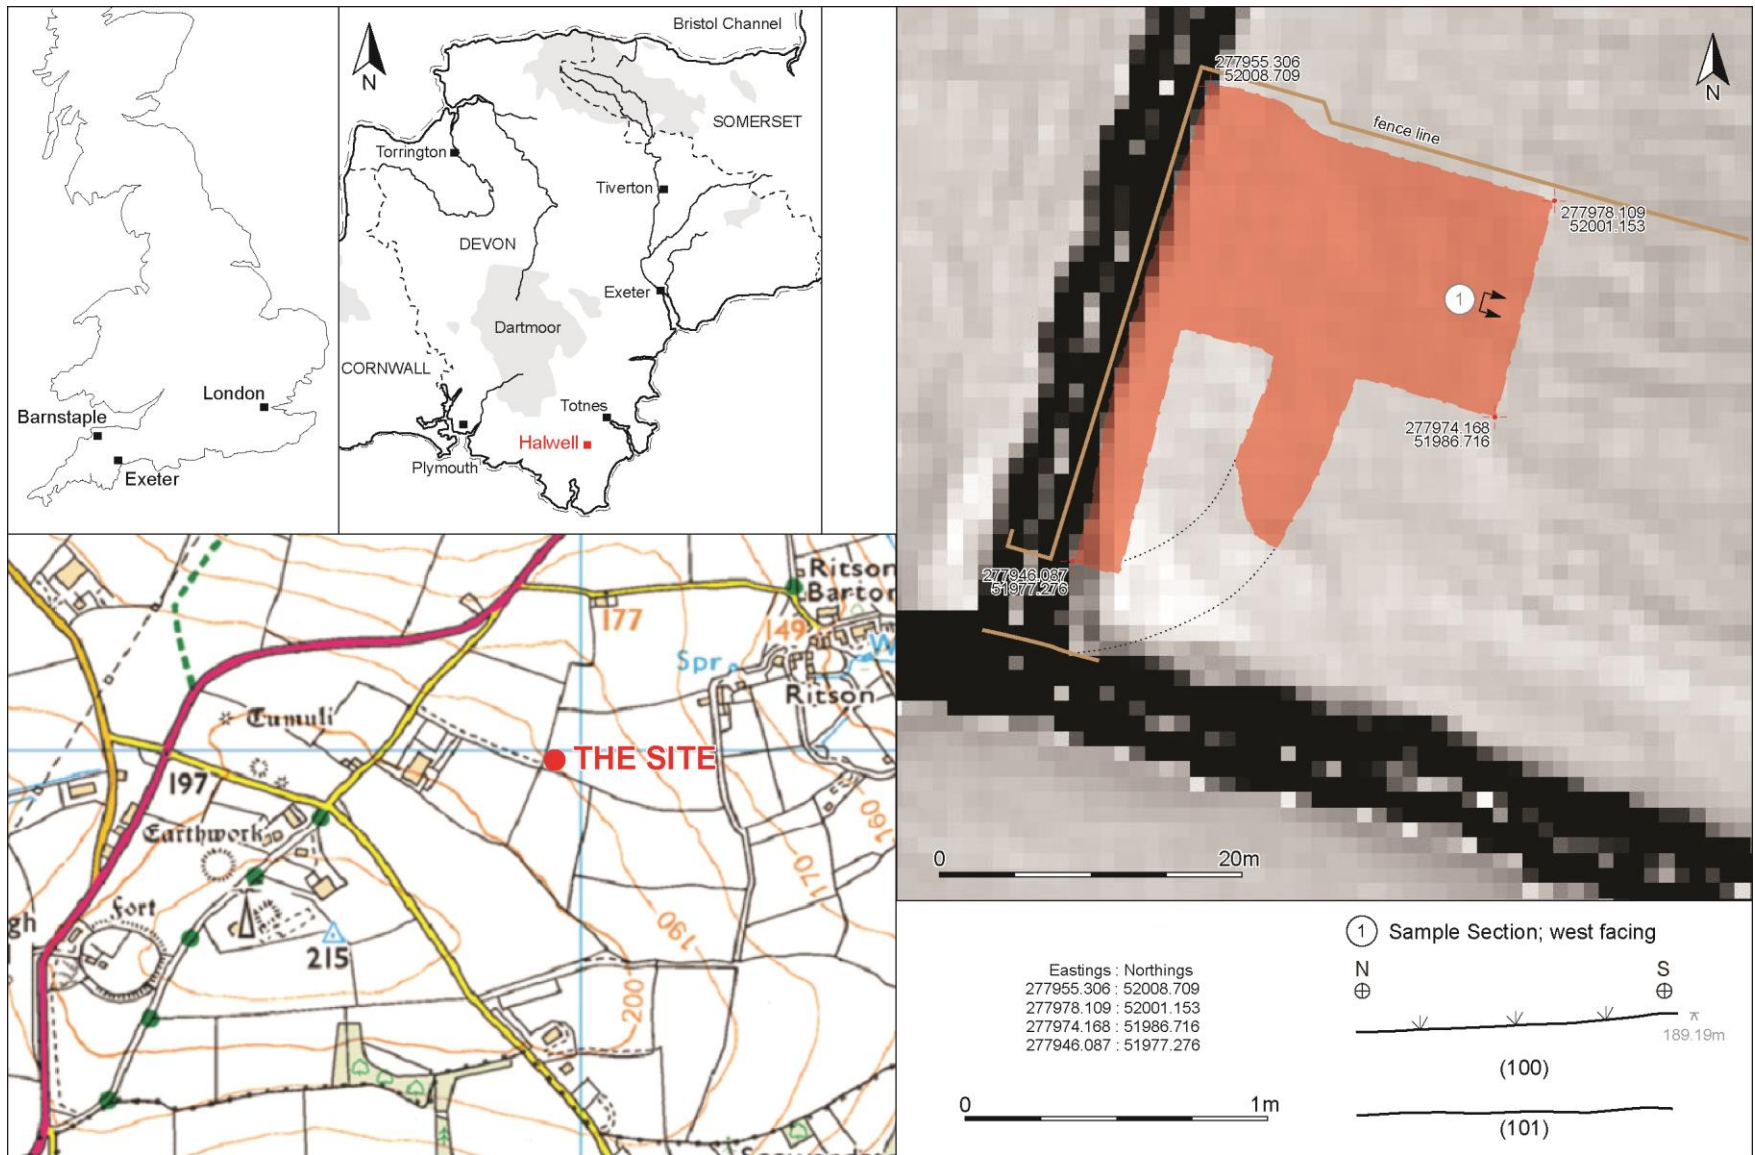 London
Barnstaple
Exeter
N
Bristol Channel
SOMERSET
Torrington
Tiverton
DEVON
Exeter
Dartmoor
CORNWALL
Totnes
Halwell
Plymouth
Ritson
Barton
177
149
Spr
W
Ritson
Tumuli
THE SITE
197
Earthwork
160
170
Fort
gh
190
215
200
277955.306
52008.709
N
fence line
277978.109
52001.153
1
277974.168
51986.716
277946.087
51977.276
0
20m
Eastings : Northings
277955.306 : 52008.709
277978.109 : 52001.153
277974.168 : 51986.716
277946.087 : 51977.276
0
1m
1 Sample Section; west facing
N
S
189.19m
(100)
(101)